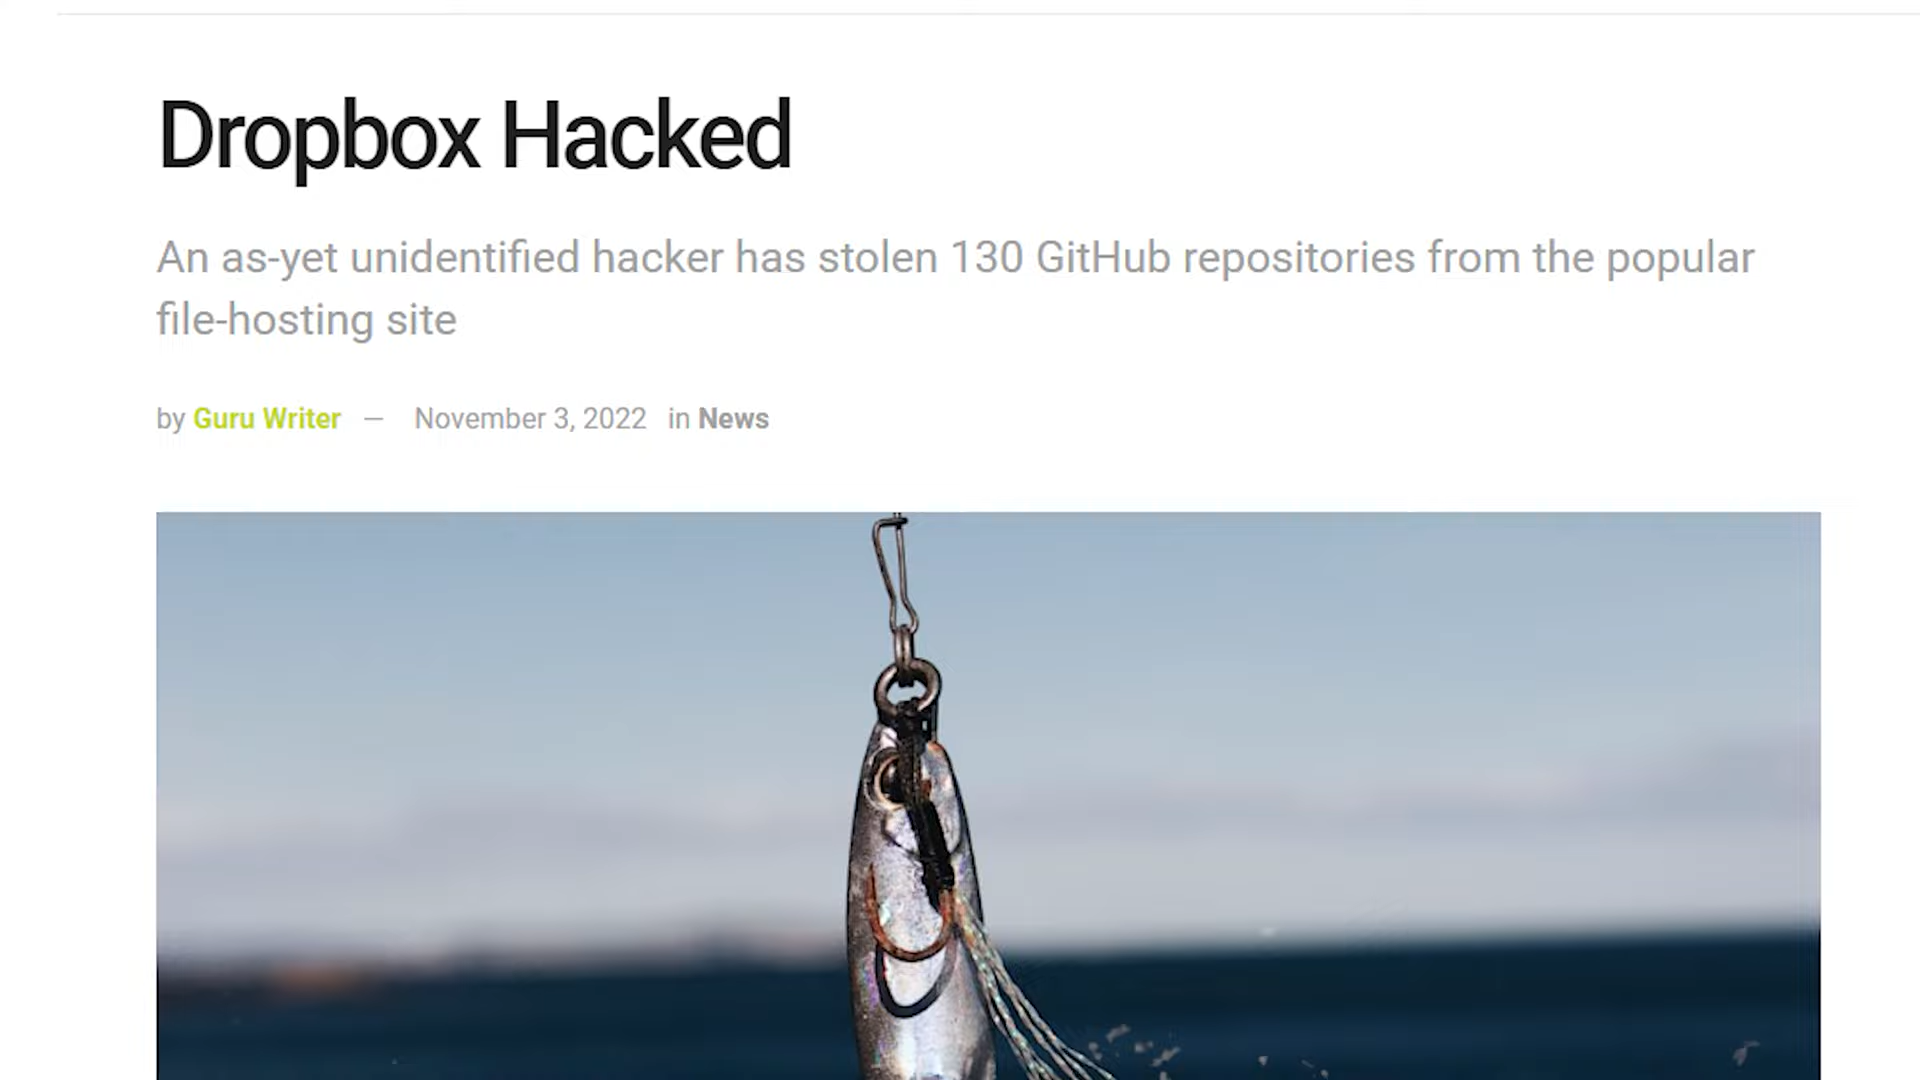 Dropbox Hacked
An as-yet unidentified hacker has stolen 130 GitHub repositories from the popular
file-hosting site
by Guru Writer — November 3, 2022 in News